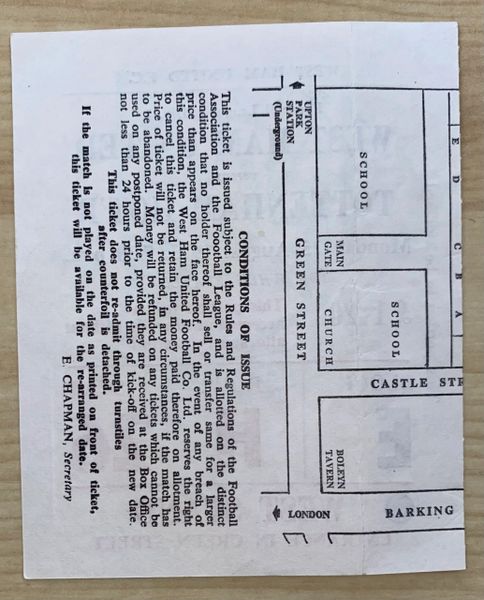 E D C B A
SCHOOL
SCHOOL
CASTLE STR
BARKING
MAIN
GATE
CHURCH
BOLEYN
TAVERN
UPTON
PARK
STATION
(Underground)
GREEN STREET
LONDON
CONDITIONS OF ISSUE
This ticket is issued subject to the Rules and Regulations of the Football
Association and the Foootball League, and is allotted on the distinct
condition that no holder thereof shall sell or transfer same for a larger
price than appears on the face hereof. In the event of any breach of
this condition, the West Ham United Football Co. Ltd. reserves the right
to cancel this ticket and retain the money paid therefore on allotment.
Price of ticket will not be returned, in any circumstances, if the match has
to be abandoned. Money will be refunded on any tickets which cannot be
used on any postponed date, provided they are received at the Box Office
not less than 24 hours prior to the time of kick-off on the new date.
This ticket does not re-admit through turnstiles
after counterfoil is detached.
If the match is not played on the date as printed on front of ticket,
this ticket will be available for the re-arranged date.
E. CHAPMAN, Secretary